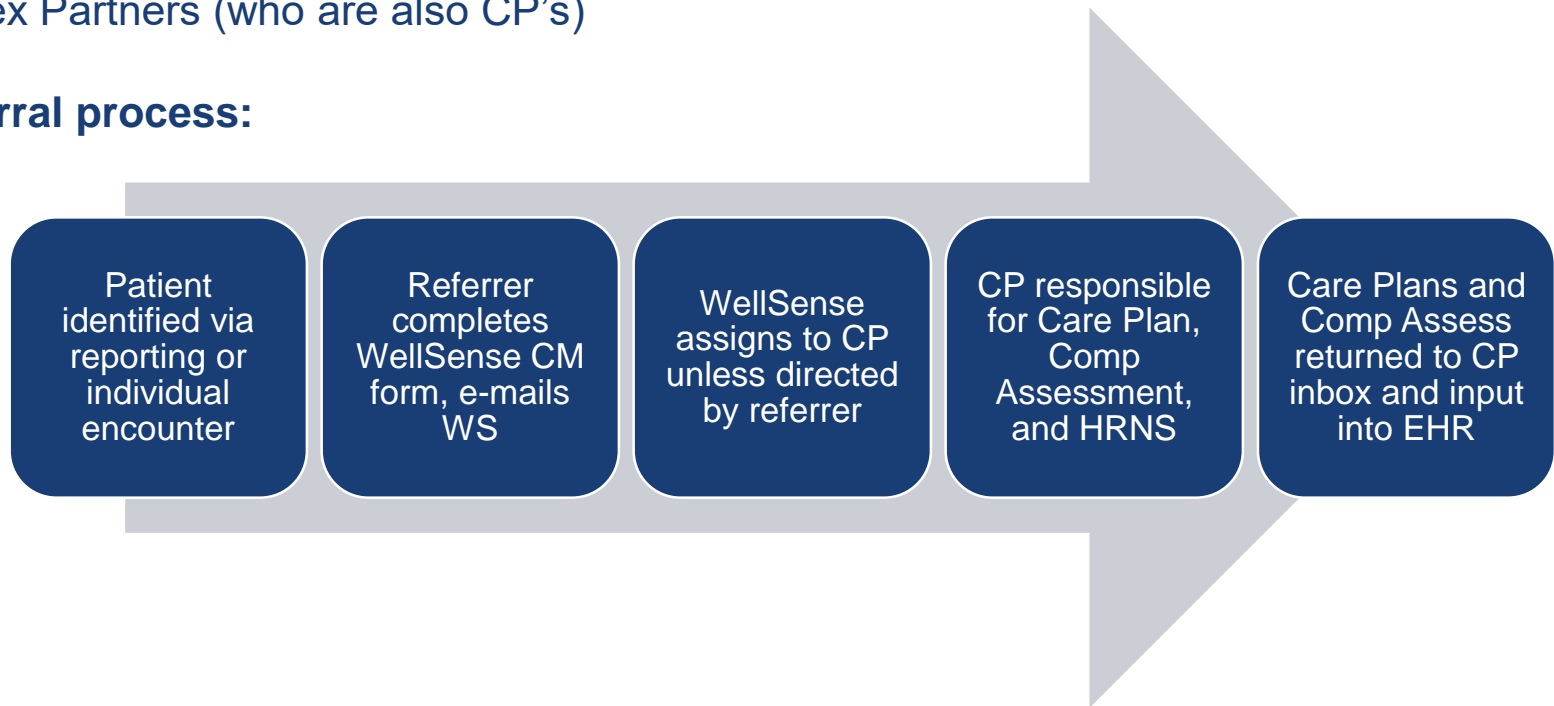 ex Partners (who are also CP's)
rral process:
Patient
identified via
reporting or
individual
encounter
Referrer
completes
WellSense CM
form, e-mails
WS
WellSense
assigns to CP
unless directed
by referrer
CP responsible
for Care Plan,
Comp
Assessment,
and HRNS
Care Plans and
Comp Assess
returned to CP
inbox and input
into EHR